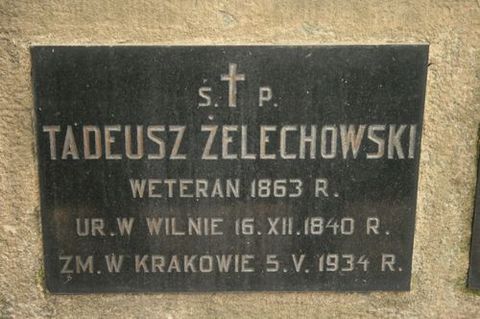 Ś. P.
TADEUSZ ŻELECHOWSKI
WETERAN 1863 R.
UR. W WILNIE 16. XII. 1840 R.
ZM. W KRAKOWIE 5. V. 1934 R.